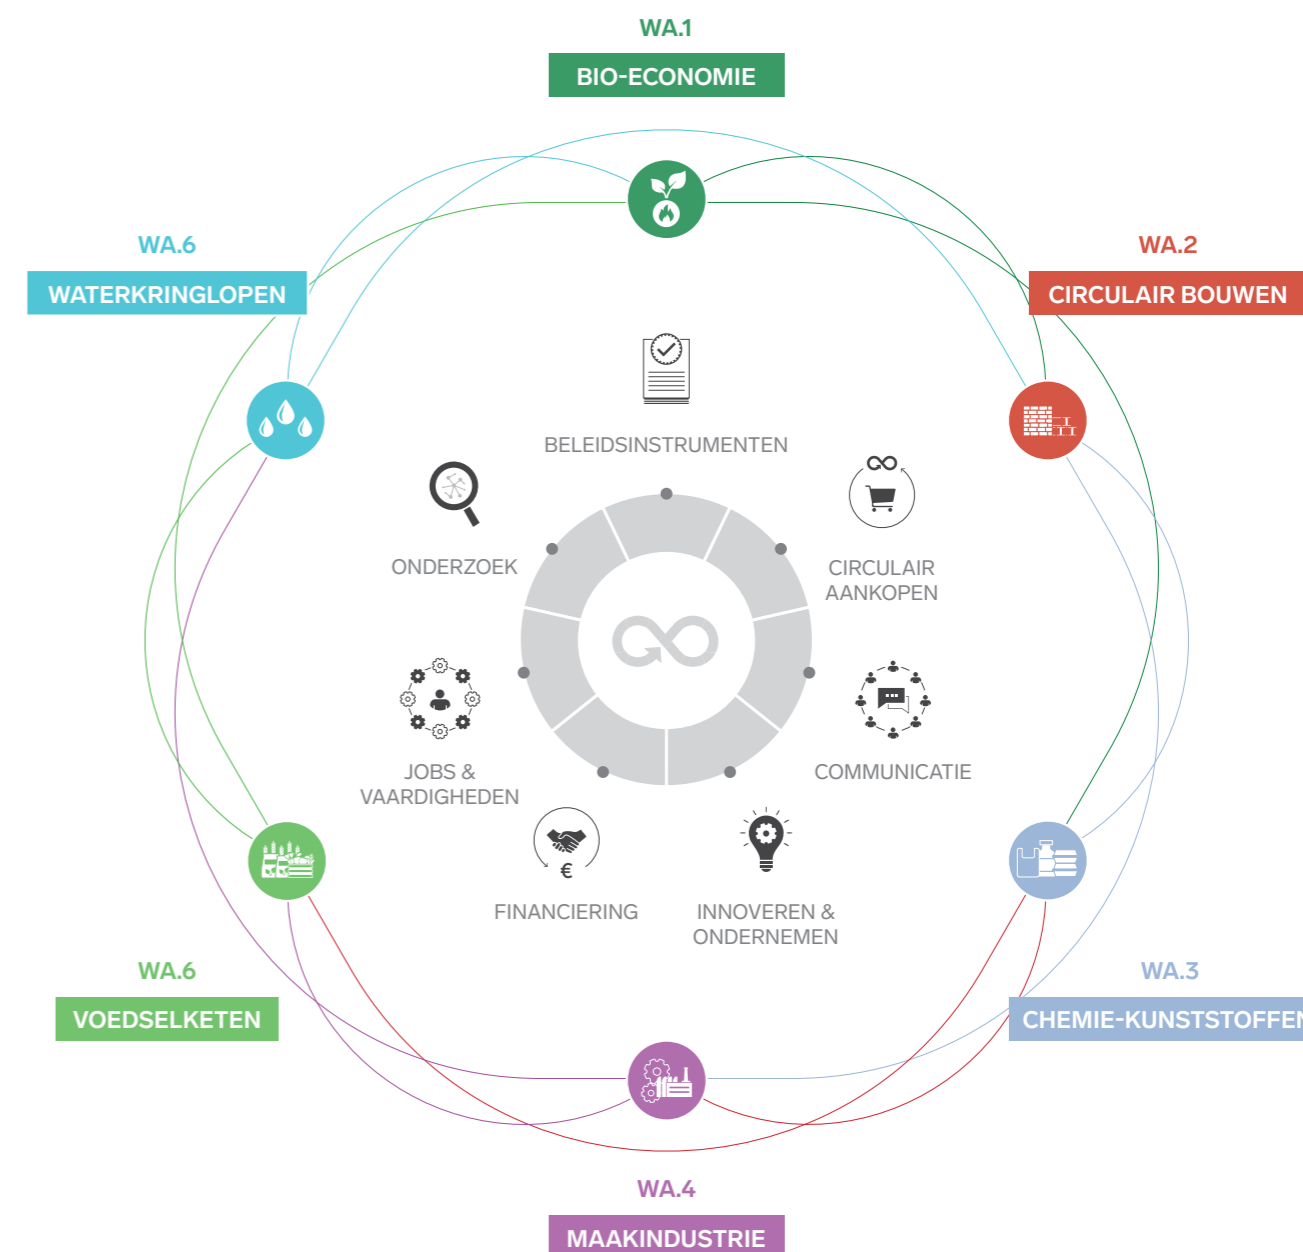 WA.1
BIO-ECONOMIE
WA.6
WATERKRINGLOPEN
WA.2
CIRCULAIR BOUWEN
BELEIDSINSTRUMENTEN
ONDERZOEK
CIRCULAIR
AANKOPEN
JOBS &
VAARDIGHEDEN
COMMUNICATIE
€
FINANCIERING
INNOVEREN &
ONDERNEMEN
WA.6
VOEDSELKETEN
WA.3
CHEMIE-KUNSTSTOFFEN
WA.4
MAAKINDUSTRIE